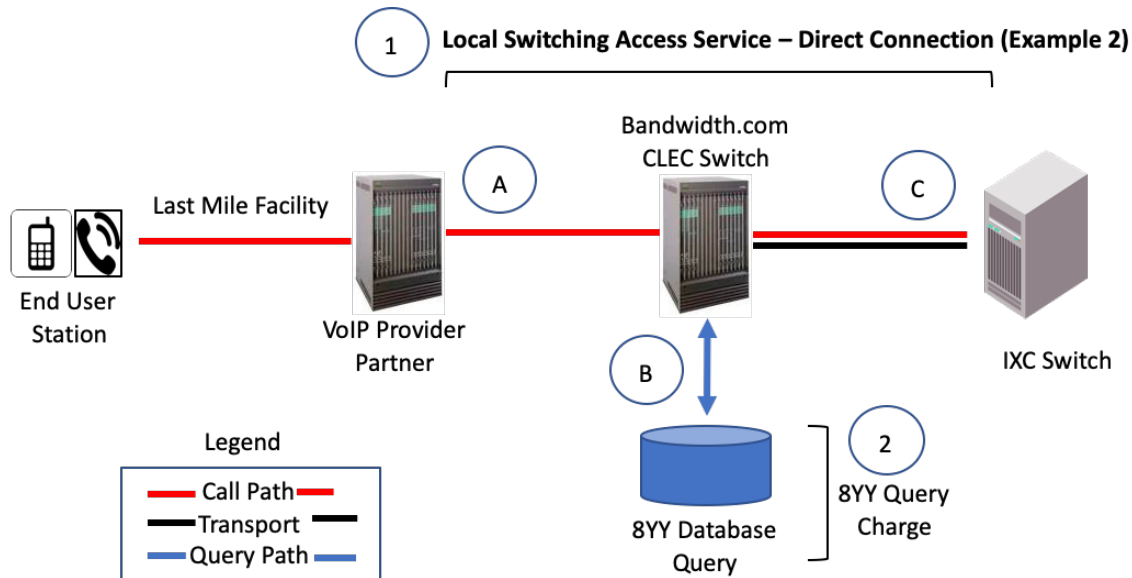 1
Local Switching Access Service – Direct Connection (Example 2)
Bandwidth.com
CLEC Switch
A
C
Last Mile Facility
End User
Station
VoIP Provider
Partner
IXC Switch
B
2
8YY Query
Charge
8YY Database
Query
Legend
Call Path
Transport
Query Path